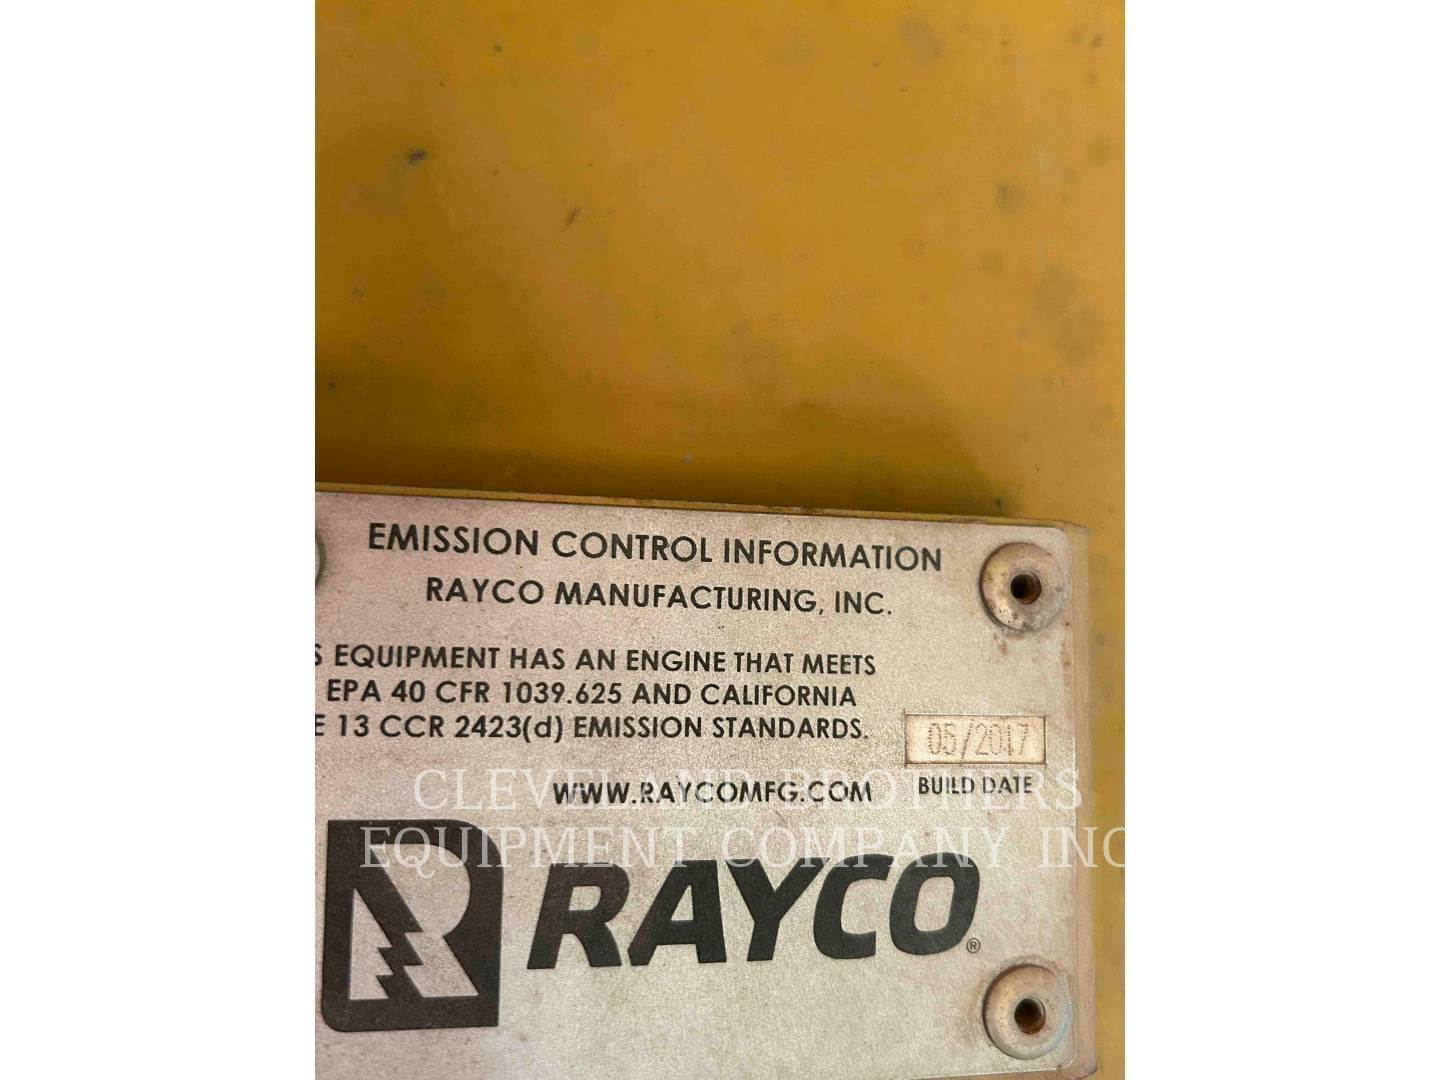 EMISSION CONTROL INFORMATION
RAYCO MANUFACTURING, INC.
S EQUIPMENT HAS AN ENGINE THAT MEETS
EPA 40 CFR 1039.625 AND CALIFORNIA
E 13 CCR 2423(d) EMISSION STANDARDS.
05/2017
BUILD DATE
WWW.RAYCOMFG.COM
CLEVELAND BROTHERS
EQUIPMENT COMPANY INC
RAYCO®